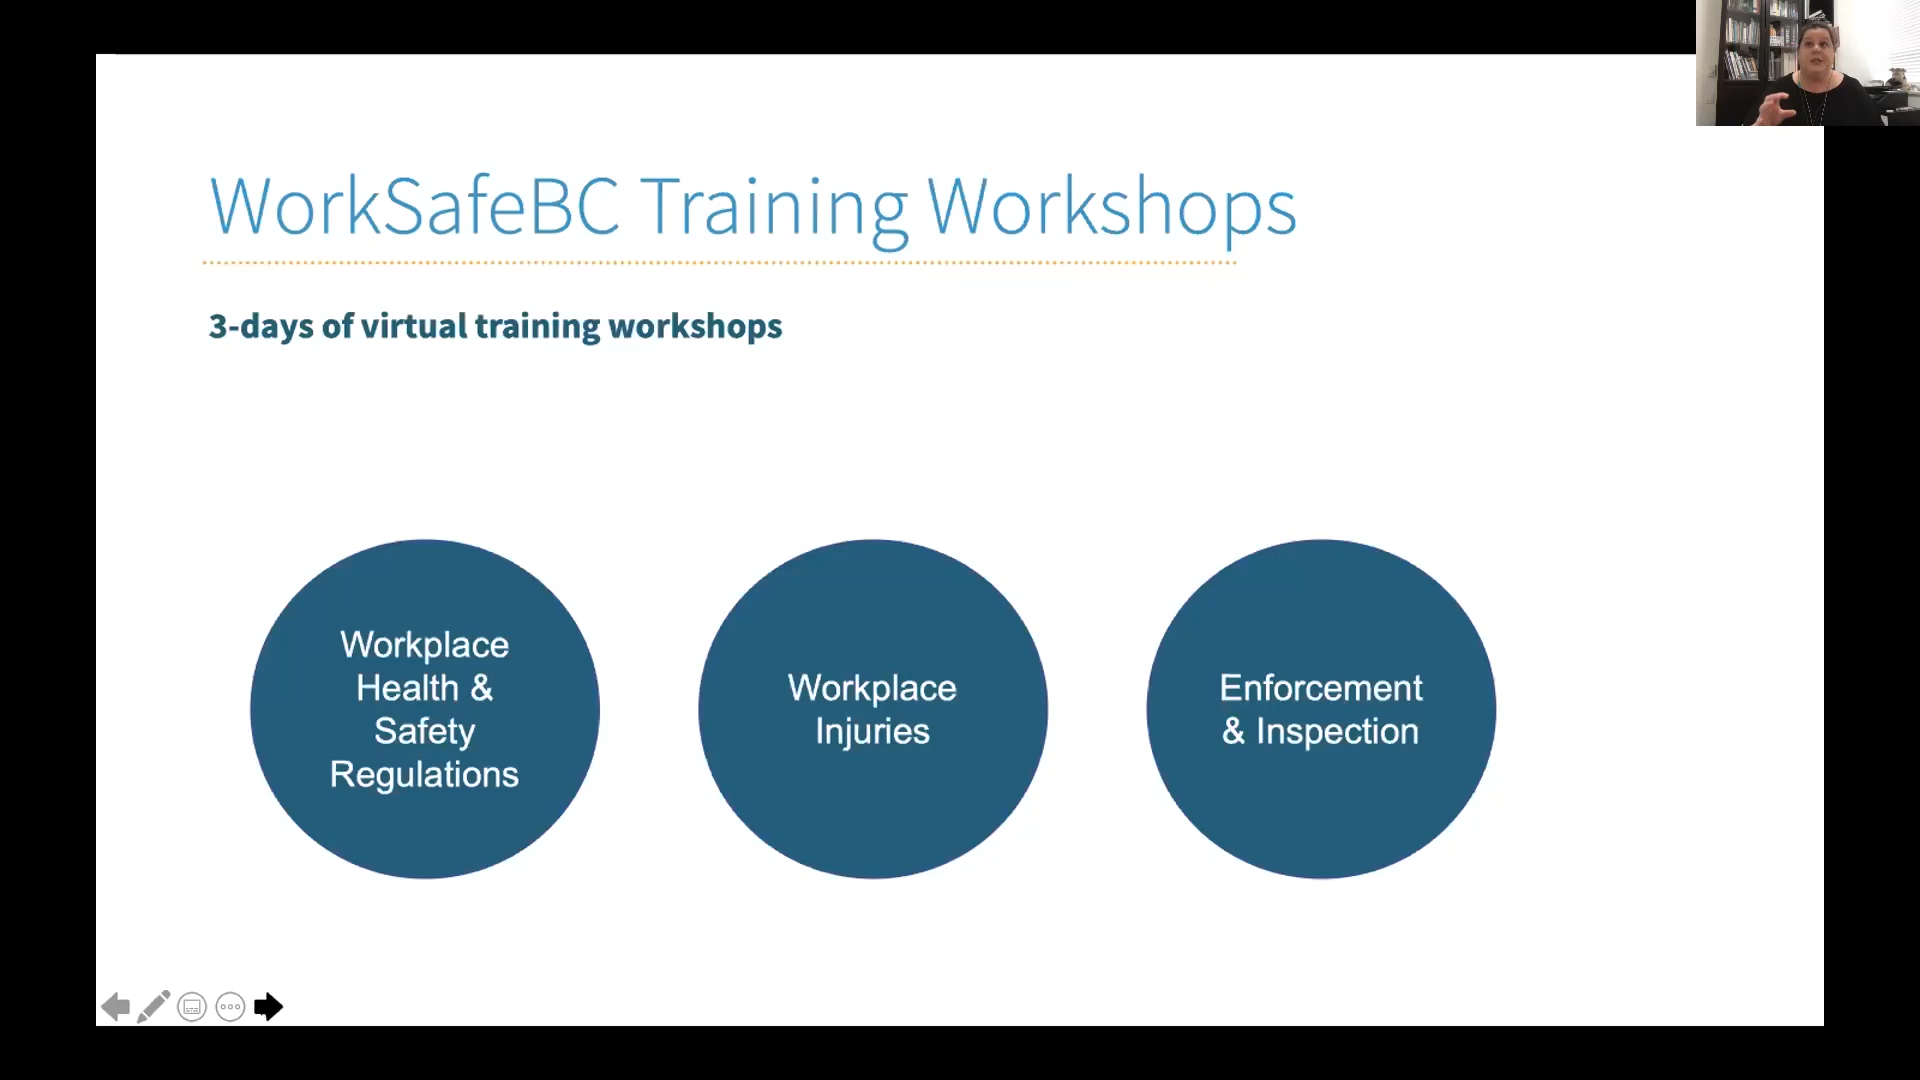 WorkSafeBC Training Workshops
3-days of virtual training workshops
Workplace
Health &
Safety
Regulations
Workplace
Injuries
Enforcement
& Inspection